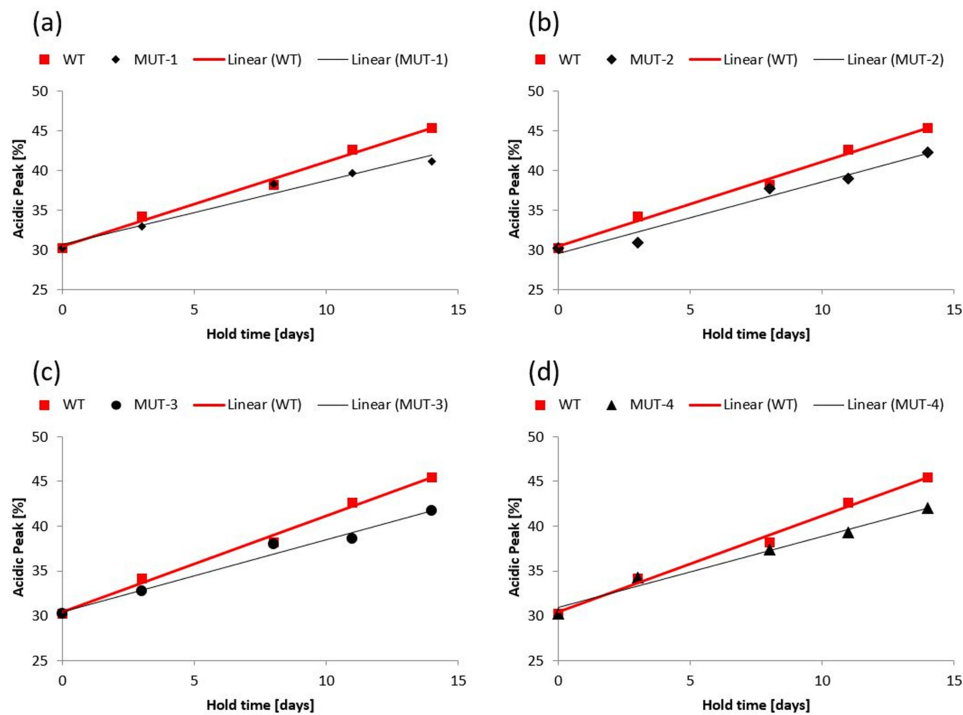 (a)
WT MUT-1 Linear (WT) Linear (MUT-1)
50
45
40
35
30
25
0 5 10 15
Acidic Peak [%]
Hold time [days]
(b)
WT MUT-2 Linear (WT) Linear (MUT-2)
50
45
40
35
30
25
0 5 10 15
Acidic Peak [%]
Hold time [days]
(c)
WT MUT-3 Linear (WT) Linear (MUT-3)
50
45
40
35
30
25
0 5 10 15
Acidic Peak [%]
Hold time [days]
(d)
WT MUT-4 Linear (WT) Linear (MUT-4)
50
45
40
35
30
25
0 5 10 15
Acidic Peak [%]
Hold time [days]